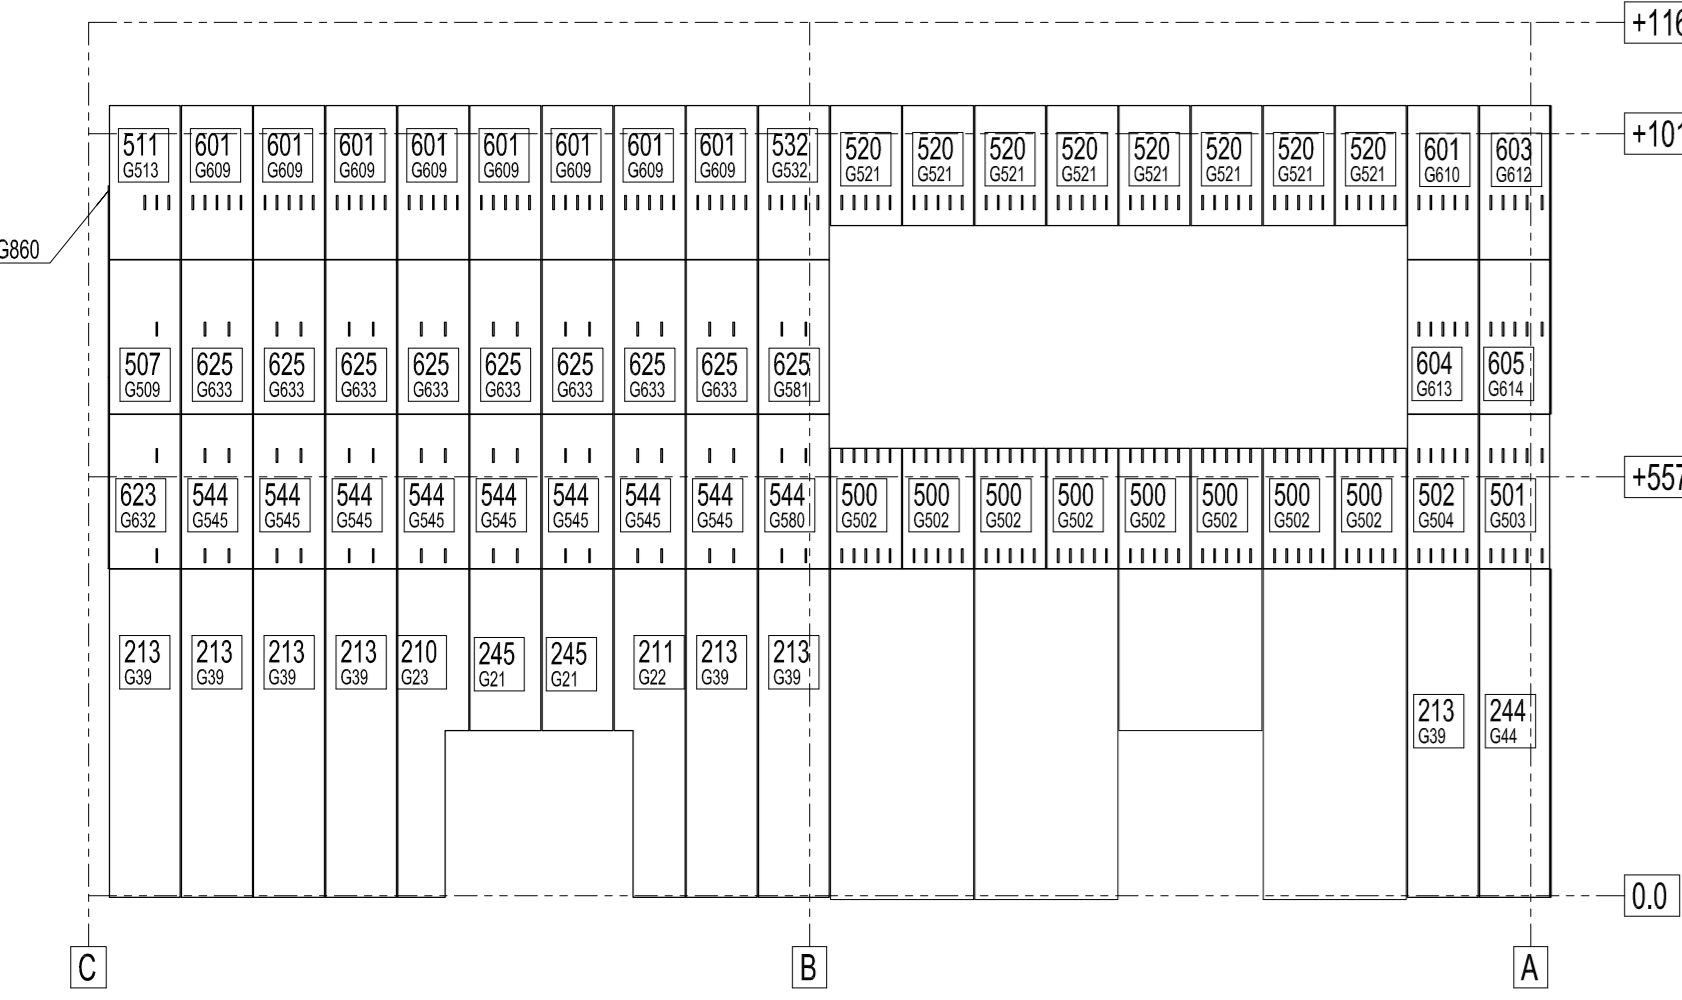 +116
+101
511
G513
601
G609
601
G609
601
G609
601
G609
601
G609
601
G609
601
G609
601
G609
532
G532
520
G521
520
G521
520
G521
520
G521
520
G521
520
G521
520
G521
520
G521
601
G610
603
G612
G860
507
G509
625
G633
625
G633
625
G633
625
G633
625
G633
625
G633
625
G633
625
G633
625
G581
604
G613
605
G614
+557
623
G632
544
G545
544
G545
544
G545
544
G545
544
G545
544
G545
544
G545
544
G545
544
G580
500
G502
500
G502
500
G502
500
G502
500
G502
500
G502
500
G502
500
G502
502
G504
501
G503
213
G39
213
G39
213
G39
213
G39
210
G23
245
G21
245
G21
211
G22
213
G39
213
G39
213
G39
244
G44
0.0
C
B
A